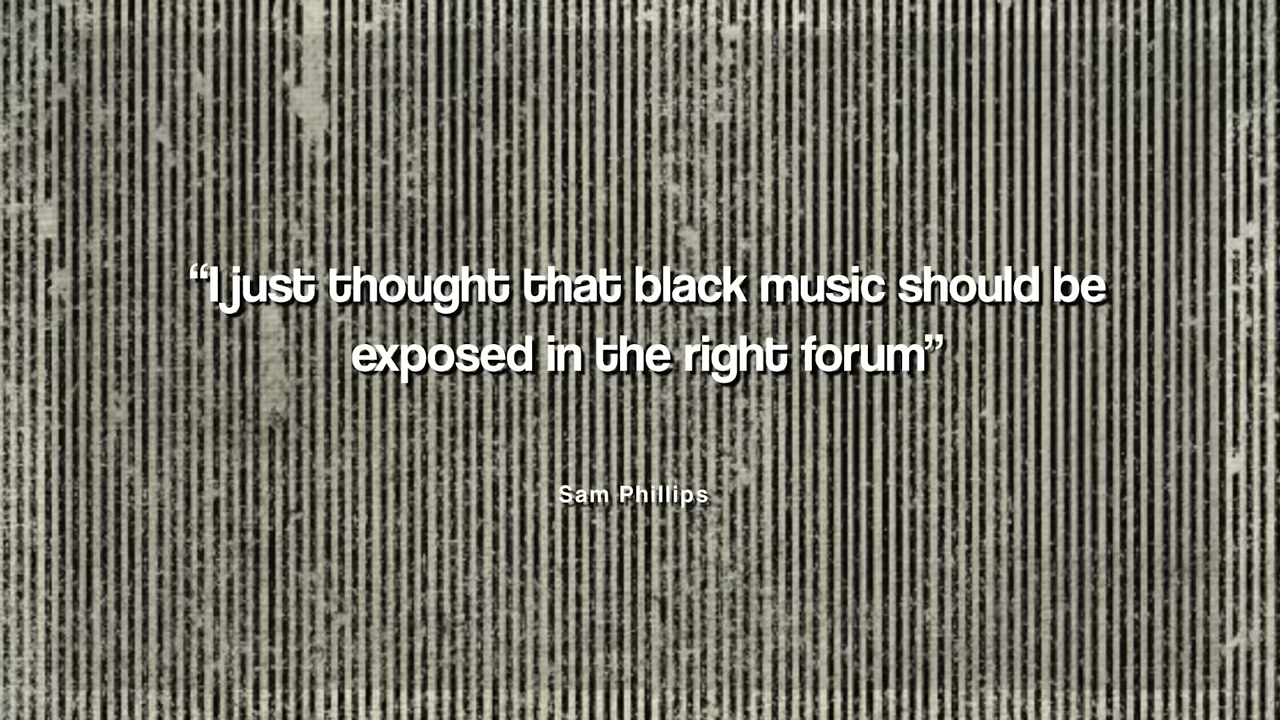 “I just thought that black music should be
exposed in the right forum”
Sam Phillips